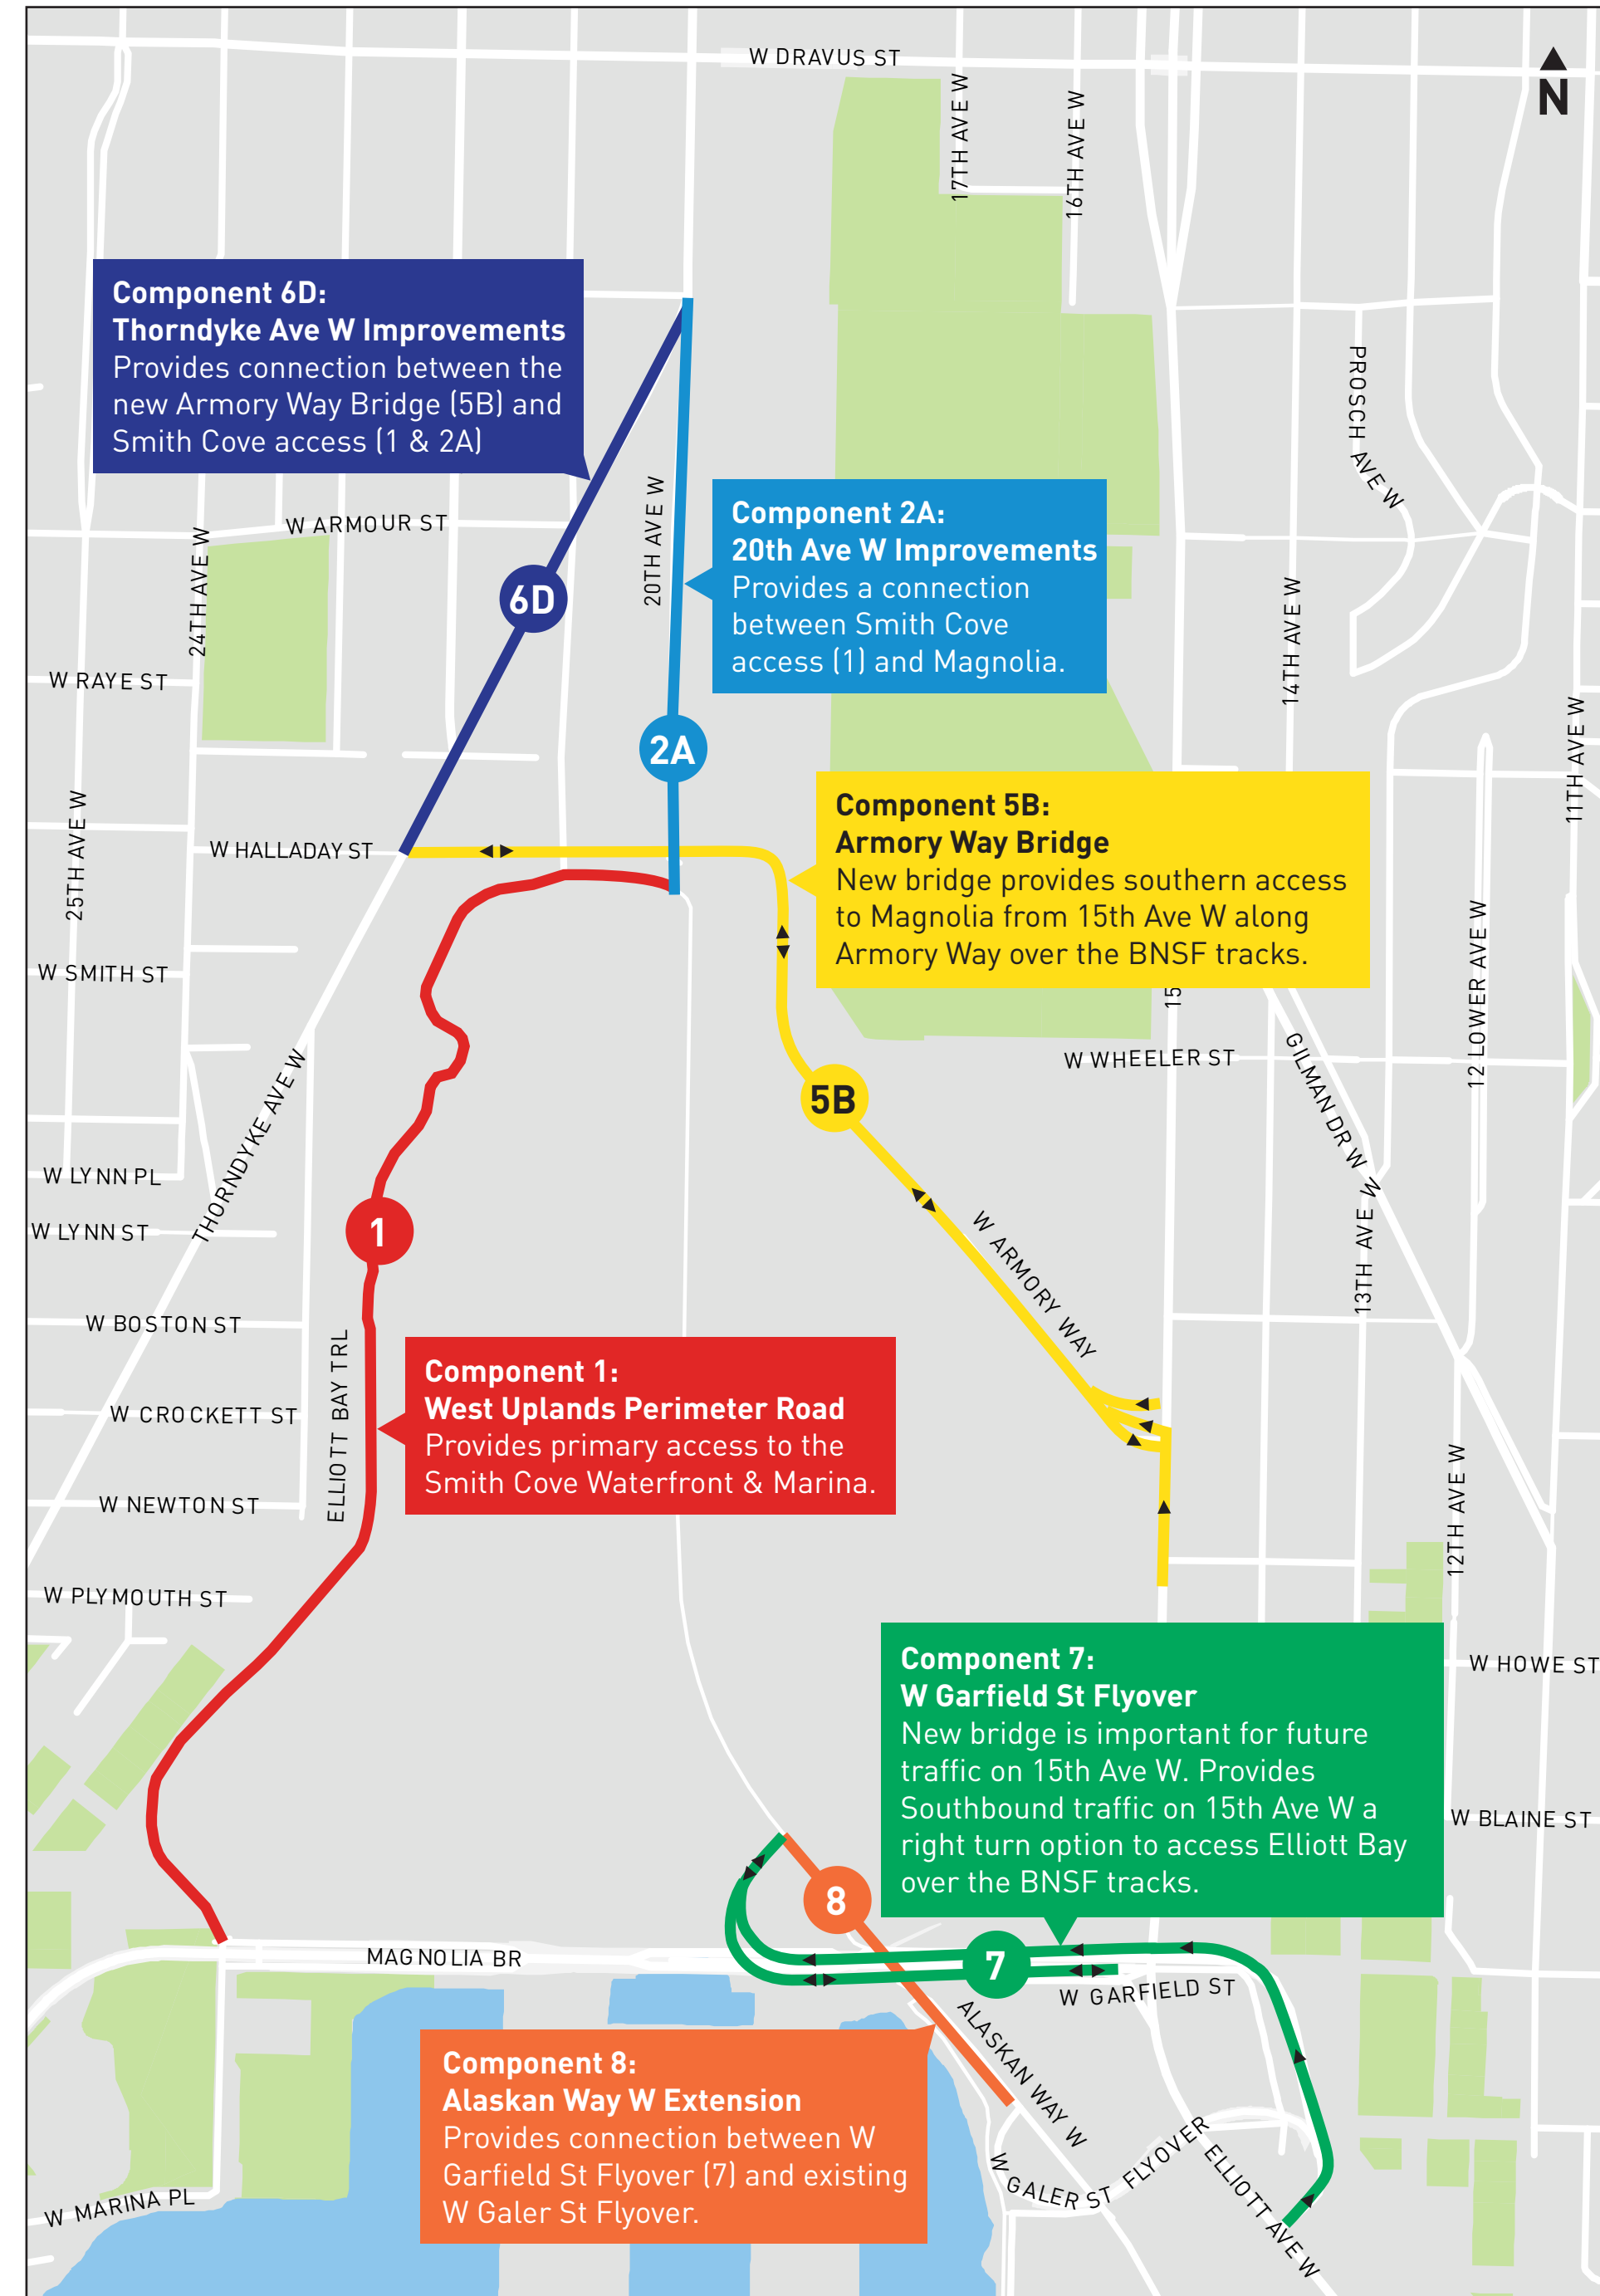 W DRAVUS ST
N
17TH AVE W
16TH AVE W
Component 6D:
Thorndyke Ave W Improvements
Provides connection between the
new Armory Way Bridge (5B) and
Smith Cove access (1 & 2A)
PROSCH AVE W
W ARMOUR ST
24TH AVE W
20TH AVE W
Component 2A:
20th Ave W Improvements
Provides a connection
between Smith Cove
access (1) and Magnolia.
6D
14TH AVE W
W RAYE ST
11TH AVE W
2A
Component 5B:
Armory Way Bridge
New bridge provides southern access
to Magnolia from 15th Ave W along
Armory Way over the BNSF tracks.
25TH AVE W
W HALLADAY ST
W SMITH ST
15
12 LOWER AVE W
W WHEELER ST
GILMAN DR W
5B
THORNDYKE AVE W
W LYNN PL
W LYNN ST
1
W ARMORY WAY
13TH AVE W
W BOSTON ST
ELLIOTT BAY TRL
Component 1:
West Uplands Perimeter Road
Provides primary access to the
Smith Cove Waterfront & Marina.
W CROCKETT ST
W NEWTON ST
12TH AVE W
W PLYMOUTH ST
Component 7:
W Garfield St Flyover
New bridge is important for future
traffic on 15th Ave W. Provides
Southbound traffic on 15th Ave W a
right turn option to access Elliott Bay
over the BNSF tracks.
W HOWE ST
W BLAINE ST
8
MAGNOLIA BR
7
W GARFIELD ST
ALASKAN WAY W
Component 8:
Alaskan Way W Extension
Provides connection between W
Garfield St Flyover (7) and existing
W Galer St Flyover.
W GALER ST FLYOVER
ELLIOTT AVE W
W MARINA PL